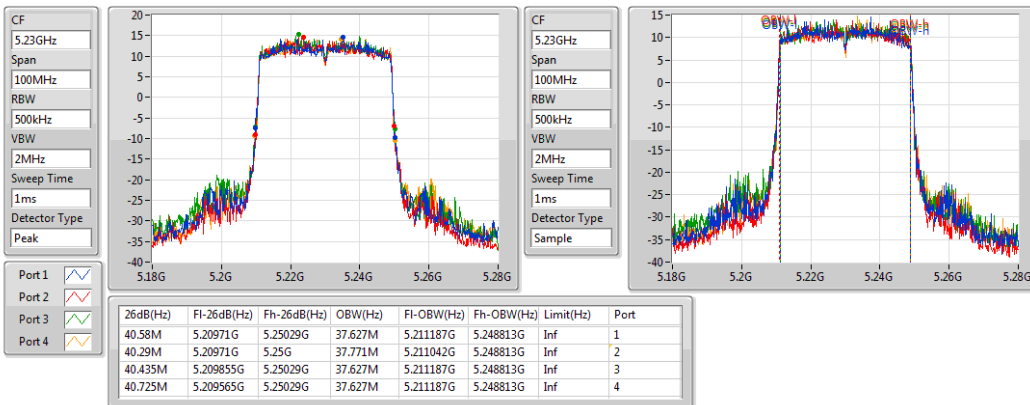 CF
5.23GHz
Span
100MHz
RBW
500kHz
VBW
2MHz
Sweep Time
1ms
Detector Type
Peak
20
15
10
5
0
-5
-10
-15
-20
-25
-30
-35
-40
5.18G 5.2G 5.22G 5.24G 5.26G 5.28G
CF
5.23GHz
Span
100MHz
RBW
500kHz
VBW
2MHz
Sweep Time
1ms
Detector Type
Sample
15
10
5
0
-5
-10
-15
-20
-25
-30
-35
-40
OBW-l OBW-h
5.18G 5.2G 5.22G 5.24G 5.26G 5.28G
Port 1
Port 2
Port 3
Port 4
26dB(Hz) Fl-26dB(Hz) Fh-26dB(Hz) OBW(Hz) Fl-OBW(Hz) Fh-OBW(Hz) Limit(Hz) Port
40.58M 5.20971G 5.25029G 37.627M 5.211187G 5.248813G Inf 1
40.29M 5.20971G 5.25G 37.771M 5.211042G 5.248813G Inf 2
40.435M 5.209855G 5.25029G 37.627M 5.211187G 5.248813G Inf 3
40.725M 5.209565G 5.25029G 37.627M 5.211187G 5.248813G Inf 4